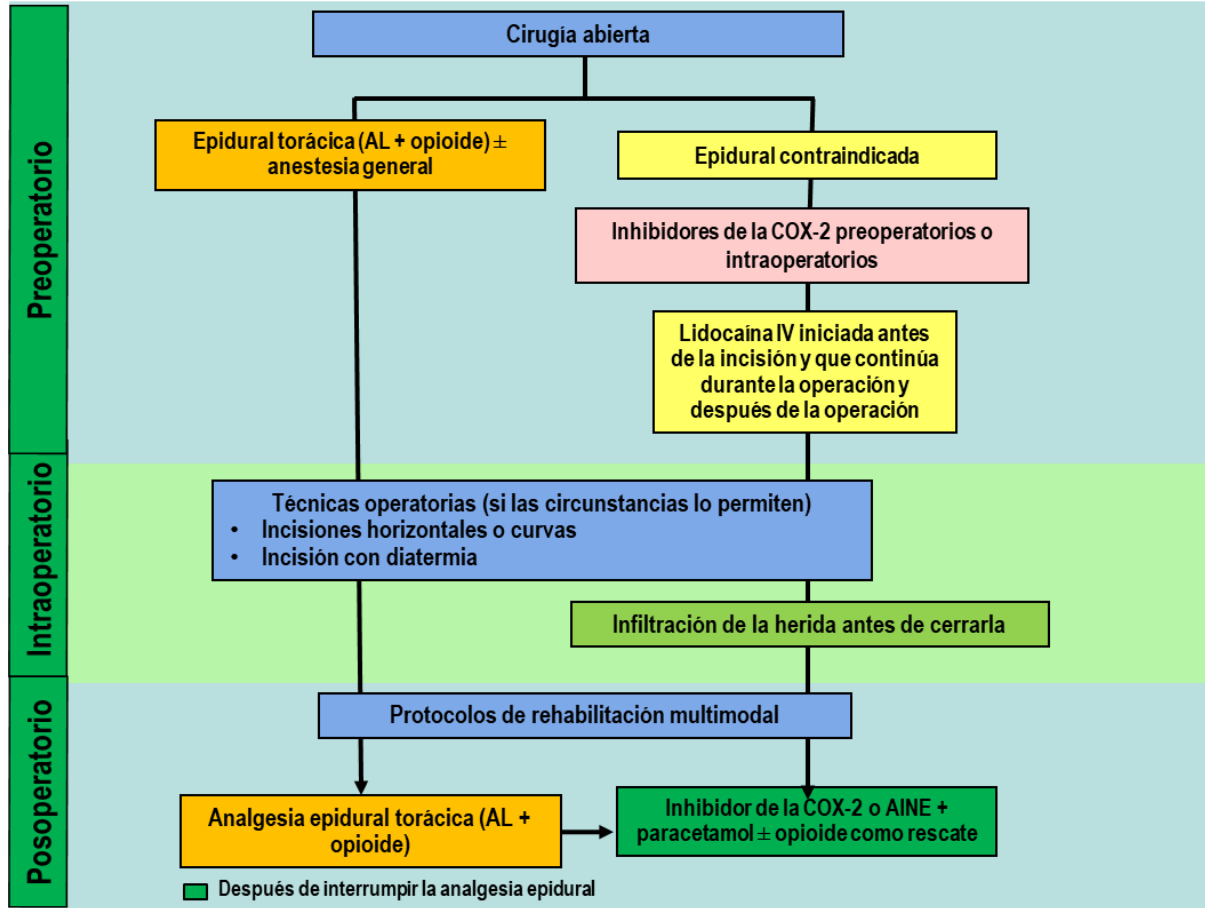 Preoperatorio
Cirugía abierta
Epidural torácica (AL + opioide) ±
anestesia general
Epidural contraindicada
Inhibidores de la COX-2 preoperatorios o
intraoperatorios
Lidocaína IV iniciada antes
de la incisión y que continúa
durante la operación y
después de la operación
Intraoperatorio
Técnicas operatorias (si las circunstancias lo permiten)
• Incisiones horizontales o curvas
• Incisión con diatermia
Infiltración de la herida antes de cerrarla
Posoperatorio
Protocolos de rehabilitación multimodal
Analgesia epidural torácica (AL +
opioide)
Inhibidor de la COX-2 o AINE +
paracetamol ± opioide como rescate
Después de interrumpir la analgesia epidural